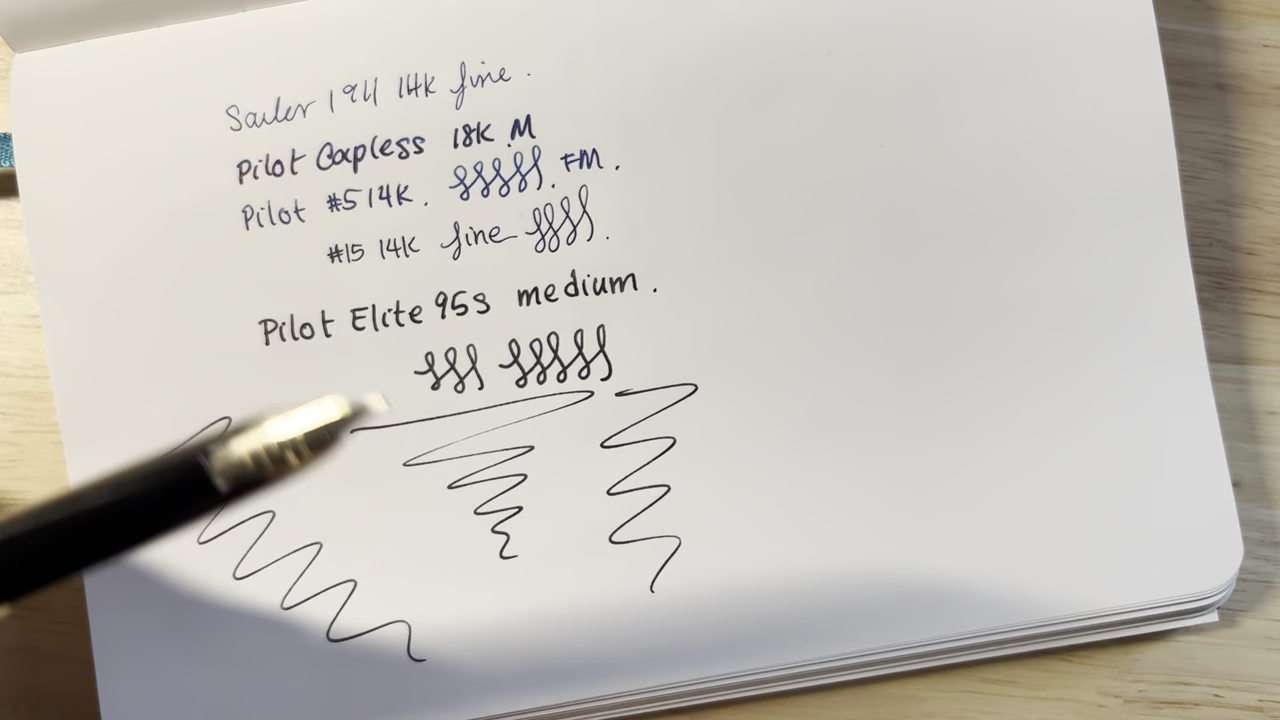 Sailor 1911 14K fine.
Pilot Capless 18K M
Pilot #5 14K. FM.
#15 14K fine
Pilot Elite 95s medium.